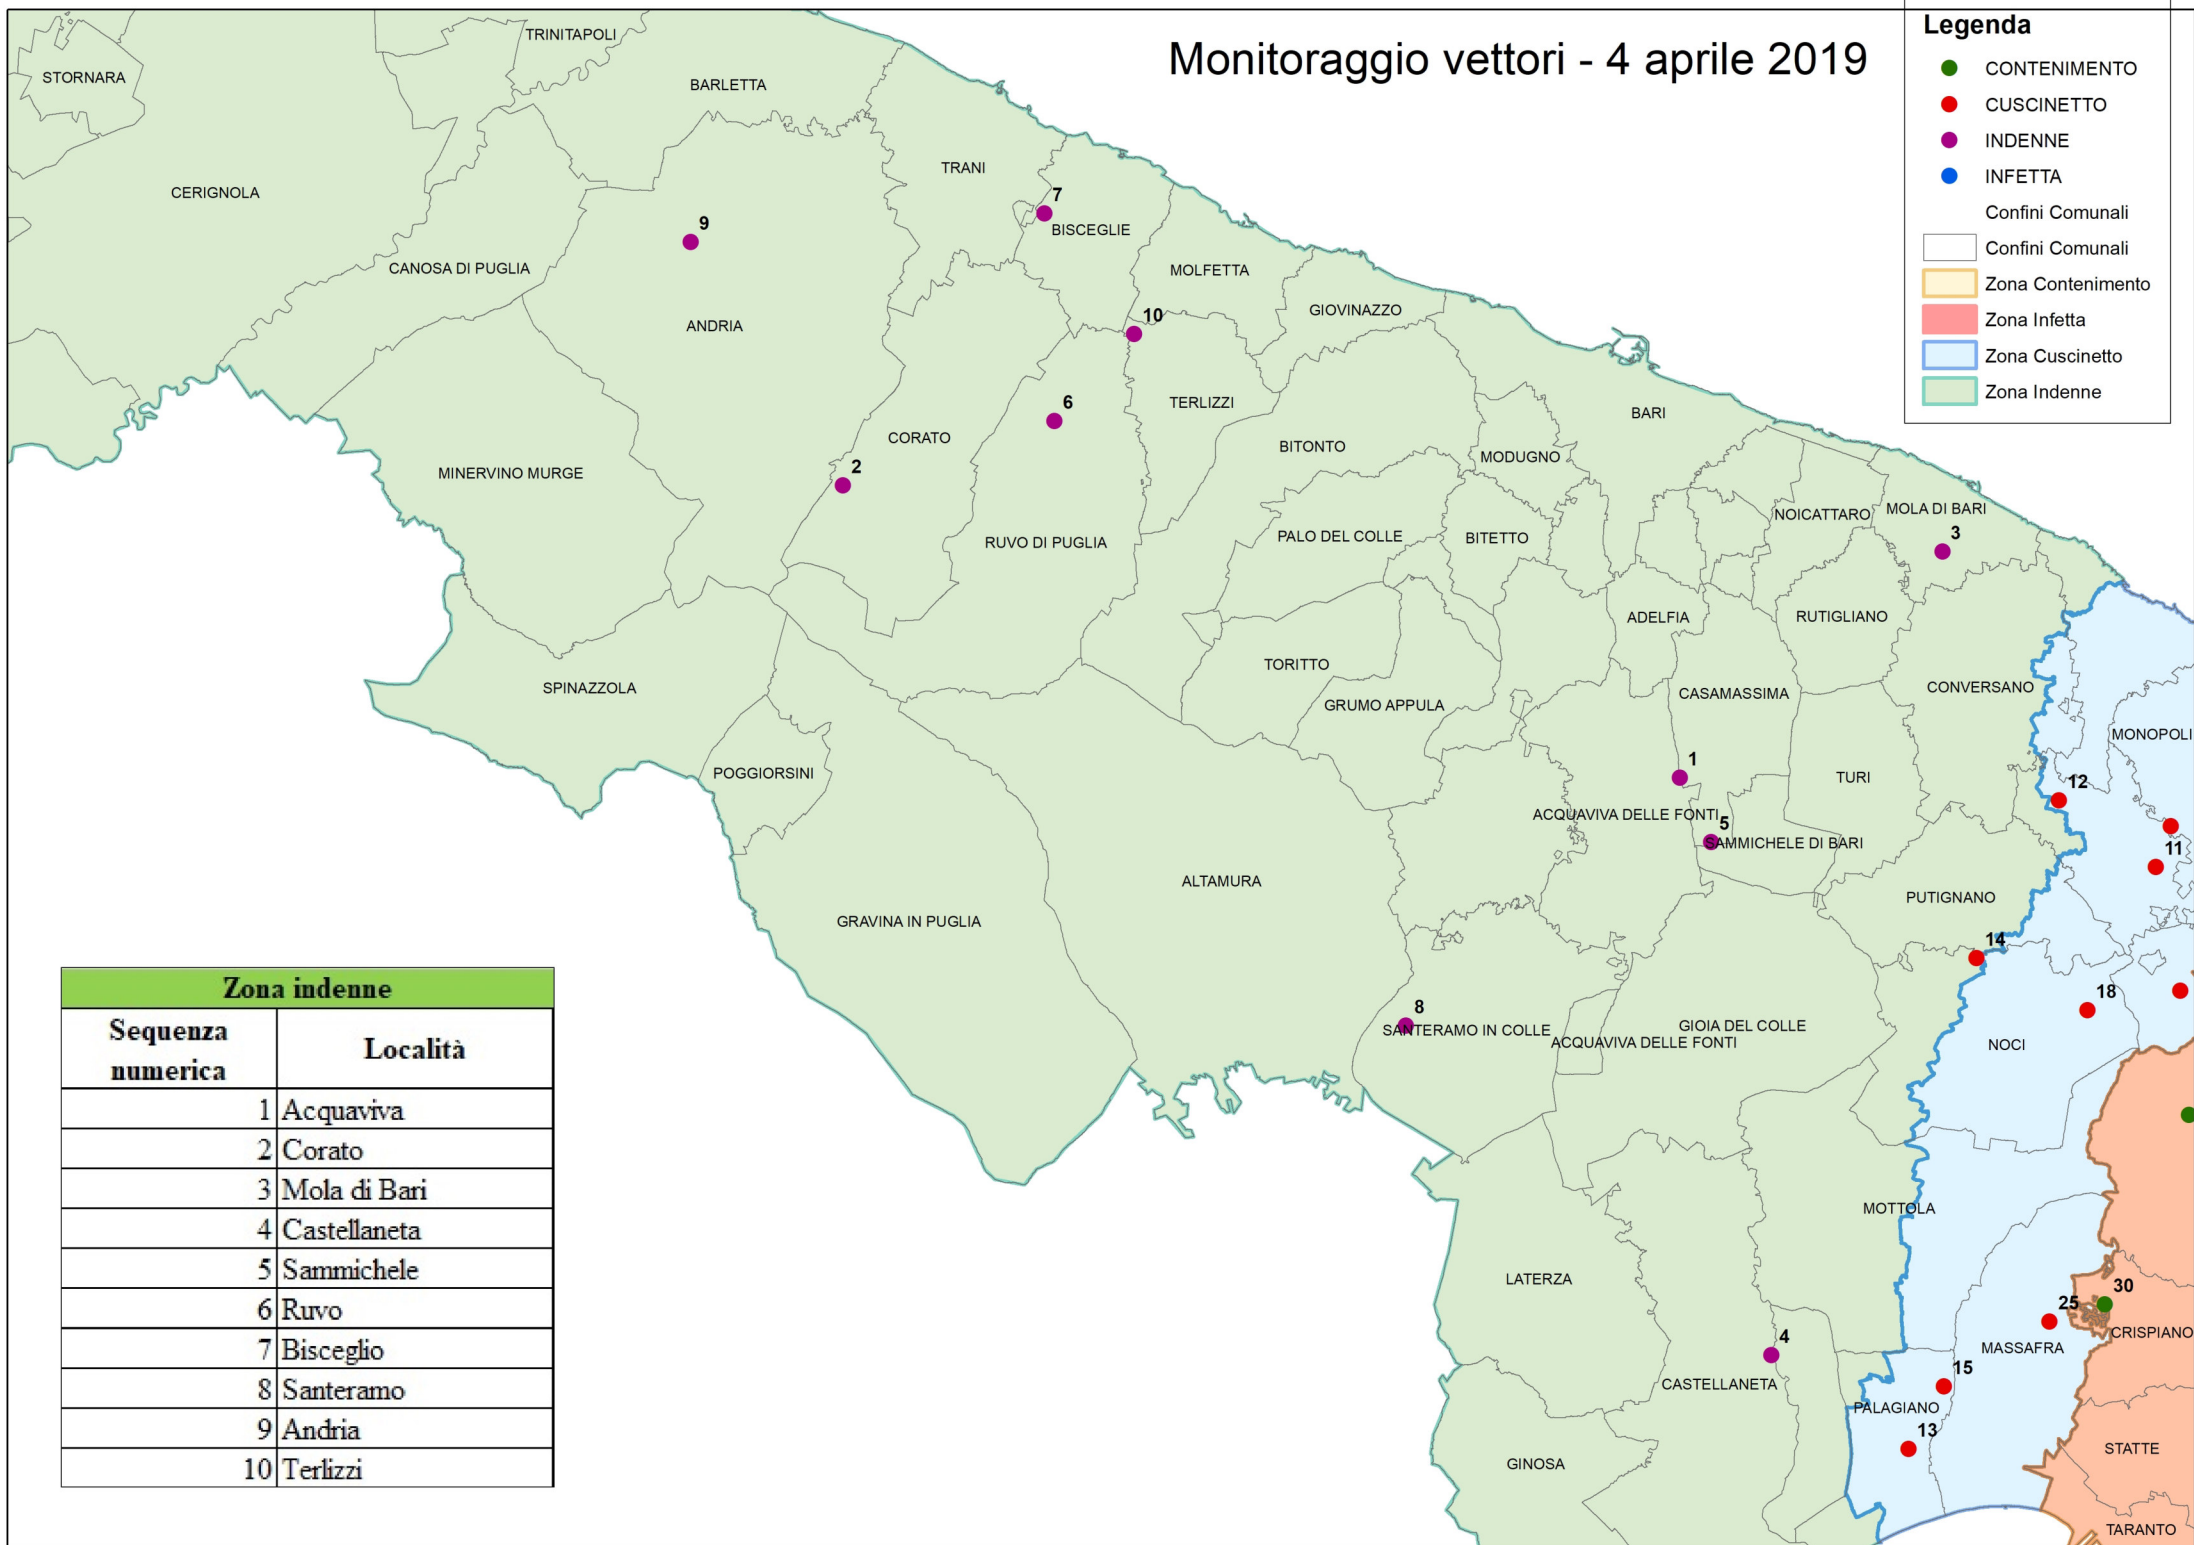 Monitoraggio vettori - 4 aprile 2019
Legenda
CONTENIMENTO
CUSCINETTO
INDENNE
INFETTA
Confini Comunali
Confini Comunali
Zona Contenimento
Zona Infetta
Zona Cuscinetto
Zona Indenne
TRINITAPOLI
STORNARA
BARLETTA
TRANI
CERIGNOLA
7
9
BISCEGLIE
CANOSA DI PUGLIA
MOLFETTA
GIOVINAZZO
10
ANDRIA
6
TERLIZZI
BARI
CORATO
BITONTO
MODUGNO
2
MINERVINO MURGE
MOLA DI BARI
NOICATTARO
3
PALO DEL COLLE
BITETTO
RUVO DI PUGLIA
ADELFIA
RUTIGLIANO
TORITTO
SPINAZZOLA
CONVERSANO
CASAMASSIMA
GRUMO APPULA
MONOPOLI
1
POGGIORSINI
TURI
12
ACQUAVIVA DELLE FONTI
5
SAMMICHELE DI BARI
11
ALTAMURA
PUTIGNANO
GRAVINA IN PUGLIA
14
18
8
SANTERAMO IN COLLE
GIOIA DEL COLLE
ACQUAVIVA DELLE FONTI
NOCI
MOTTOLA
LATERZA
30
25
CRISPIANO
4
MASSAFRA
15
CASTELLANETA
PALAGIANO
13
STATTE
GINOSA
TARANTO
Zona indenne
Sequenza numerica Località
1 Acquaviva
2 Corato
3 Mola di Bari
4 Castellaneta
5 Sammichele
6 Ruvo
7 Bisceglio
8 Santeramo
9 Andria
10 Terlizzi